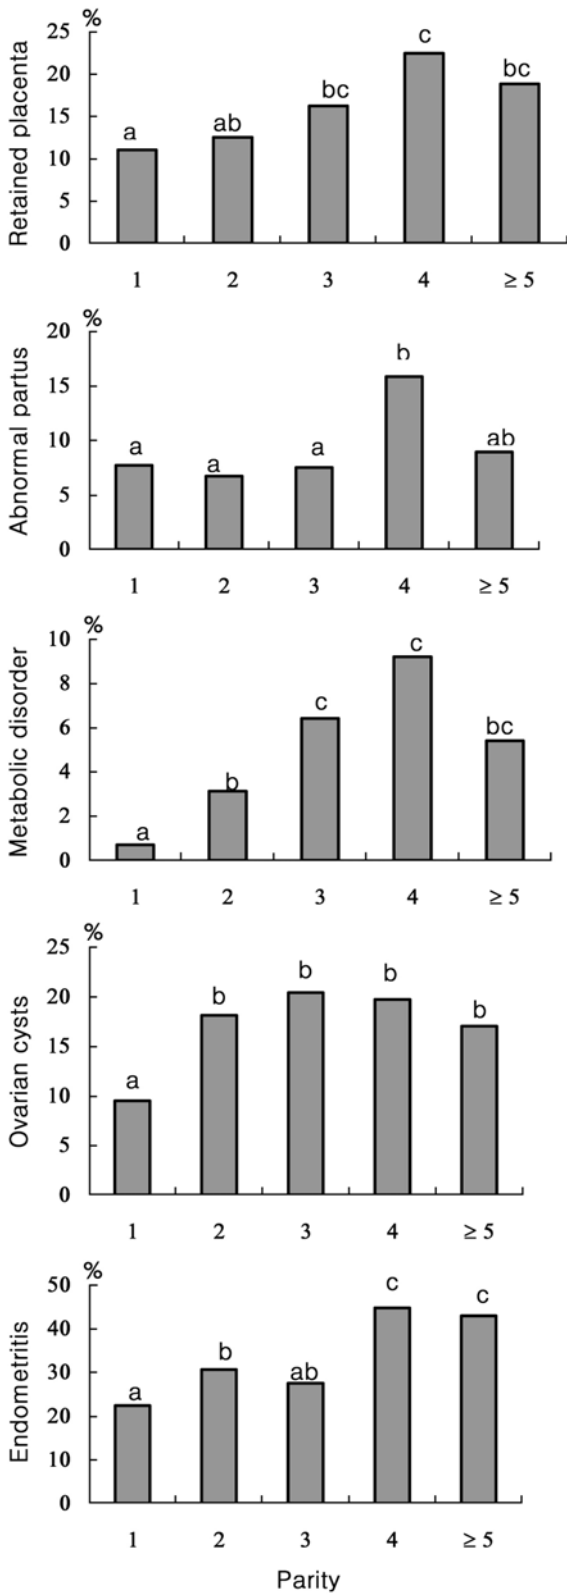 %
Retained placenta
25
20
15
10
5
0
a
ab
bc
c
bc
1 2 3 4 ≥ 5
%
Abnormal partus
20
15
10
5
0
a
a
a
b
ab
1 2 3 4 ≥ 5
%
Metabolic disorder
10
8
6
4
2
0
a
b
c
c
bc
1 2 3 4 ≥ 5
%
Ovarian cysts
25
20
15
10
5
0
a
b
b
b
b
1 2 3 4 ≥ 5
%
Endometritis
50
40
30
20
10
0
a
b
ab
c
c
1 2 3 4 ≥ 5
Parity